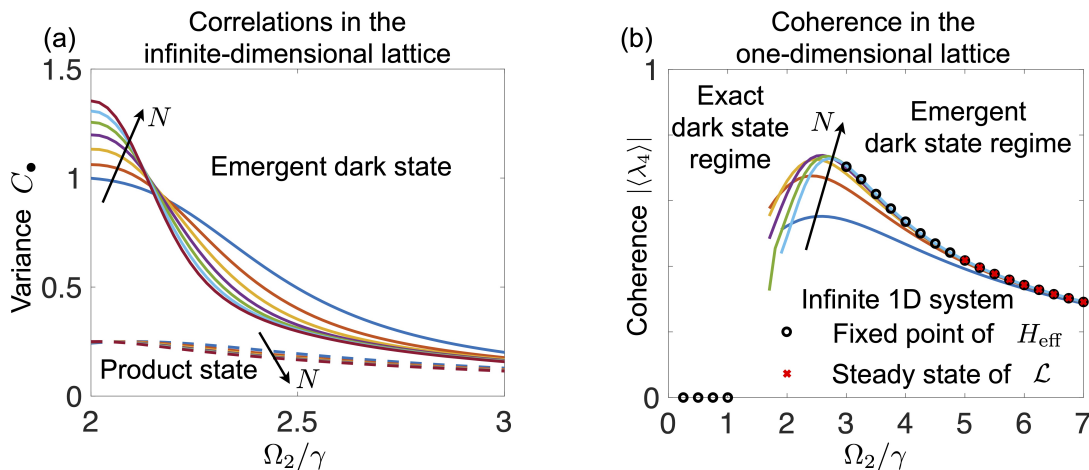 (a)
Correlations in the
infinite-dimensional lattice
1.5
1
0.5
0
Variance C●
N
Emergent dark state
Product state
N
2
2.5
3
Ω₂/γ
(b)
Coherence in the
one-dimensional lattice
1
0
Coherence |⟨λ₄⟩|
Exact
dark state
regime
N
Emergent
dark state regime
Infinite 1D system
Fixed point of H_eff
Steady state of ℒ
0
1
2
3
4
5
6
7
Ω₂/γ